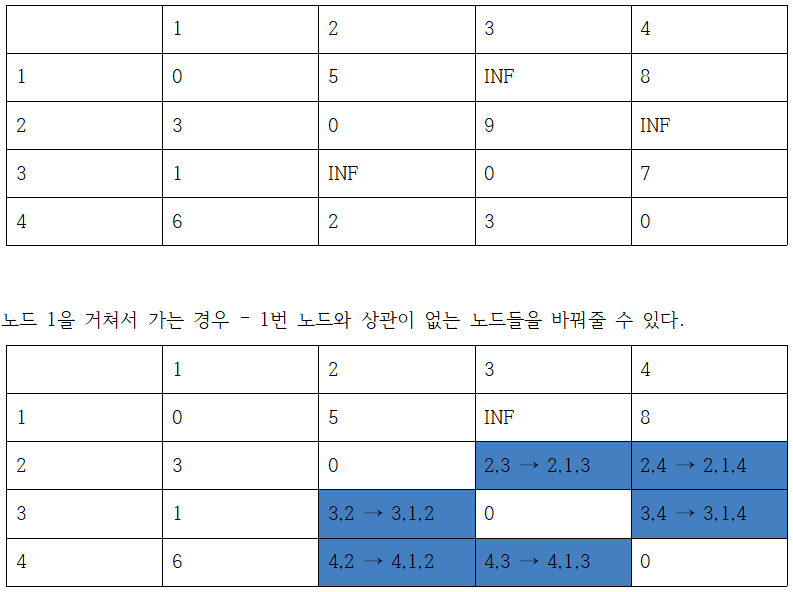 1 2 3 4
1 0 5 INF 8
2 3 0 9 INF
3 1 INF 0 7
4 6 2 3 0
노드 1을 거쳐서 가는 경우 - 1번 노드와 상관이 없는 노드들을 바꿔줄 수 있다.
1 2 3 4
1 0 5 INF 8
2 3 0 2,3 → 2,1,3 2,4 → 2,1,4
3 1 3,2 → 3,1,2 0 3,4 → 3,1,4
4 6 4,2 → 4,1,2 4,3 → 4,1,3 0